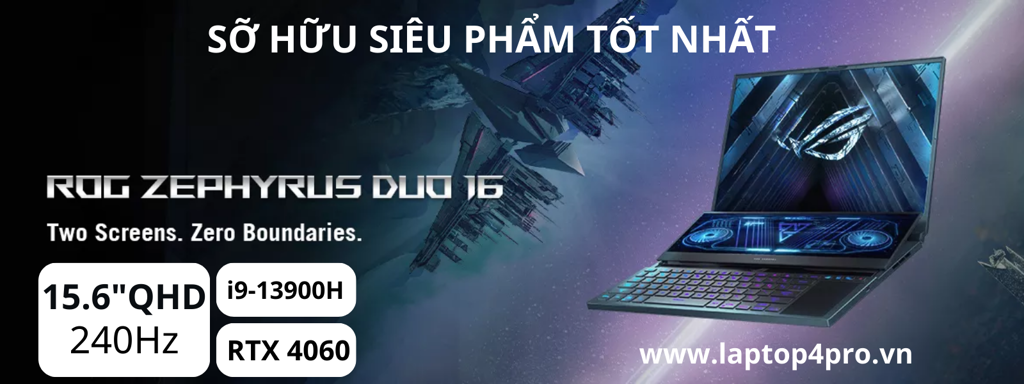 SỠ HỮU SIÊU PHẨM TỐT NHẤT
ROG ZEPHYRUS DUO 16
Two Screens. Zero Boundaries.
15.6"QHD
240Hz
i9-13900H
RTX 4060
www.laptop4pro.vn